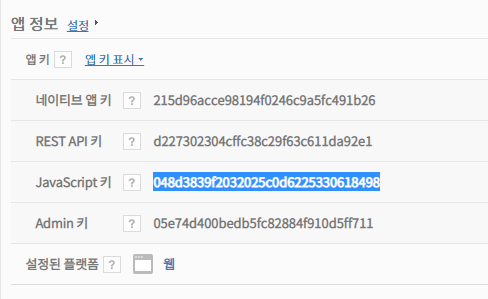 앱 정보 설정
앱 키 ? 앱 키 표시
네이티브 앱 키 ? 215d96acce98194f0246c9a5fc491b26
REST API 키 ? d227302304cffc38c29f63c611da92e1
JavaScript 키 ? 048d3839f2032025c0d6225330618498
Admin 키 ? 05e74d400bedb5fc82884f910d5ff711
설정된 플랫폼 ? 웹